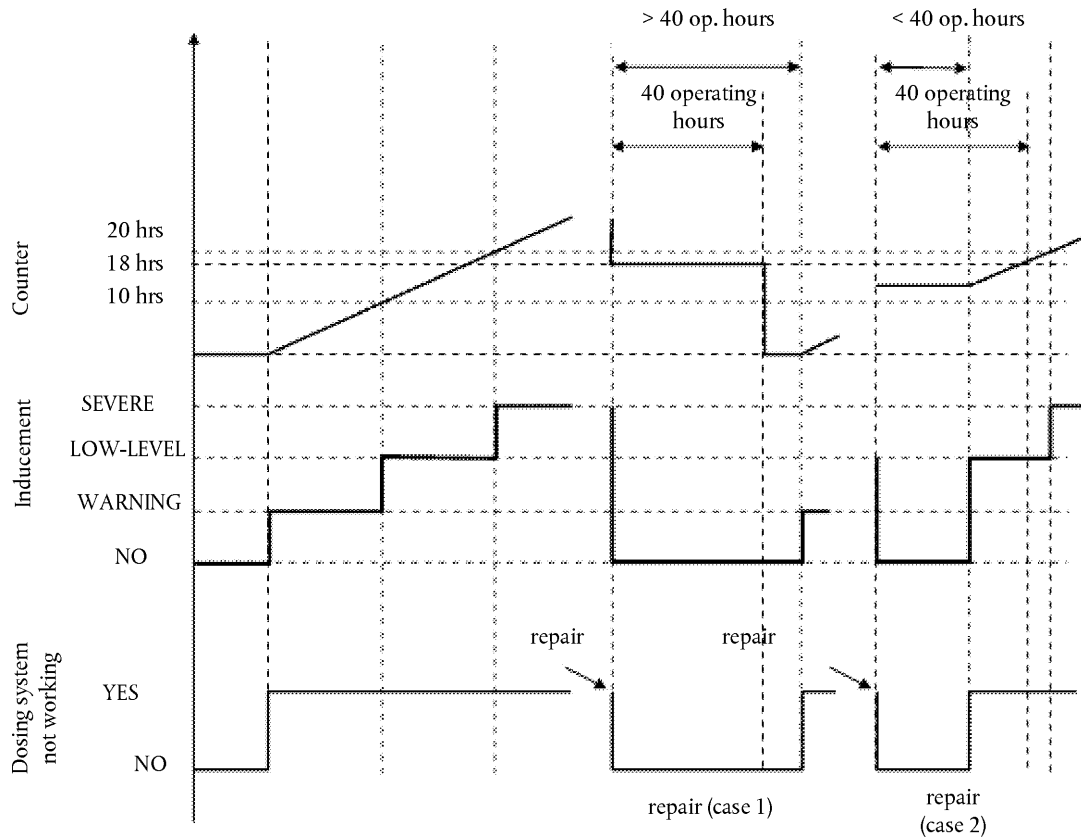 > 40 op. hours
< 40 op. hours
40 operating
hours
40 operating
hours
Counter
20 hrs
18 hrs
10 hrs
Inducement
SEVERE
LOW-LEVEL
WARNING
NO
Dosing system
not working
repair
repair
YES
NO
repair (case 1)
repair
(case 2)